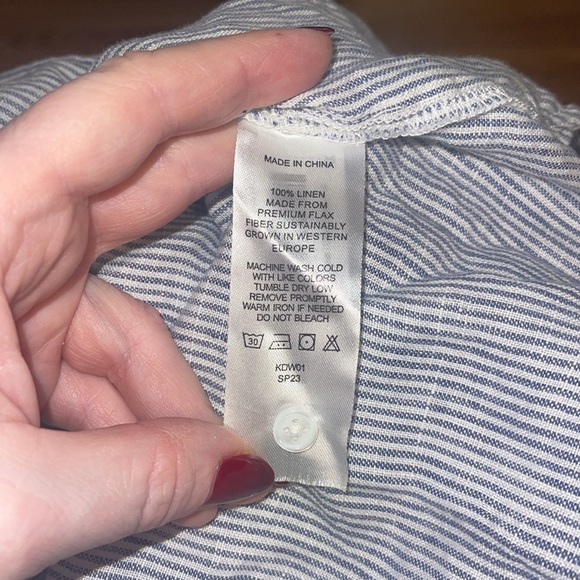 MADE IN CHINA
100% LINEN
MADE FROM
PREMIUM FLAX
FIBER SUSTAINABLY
GROWN IN WESTERN
EUROPE
MACHINE WASH COLD
WITH LIKE COLORS
TUMBLE DRY LOW
REMOVE PROMPTLY
WARM IRON IF NEEDED
DO NOT BLEACH
30
KDW01
SP23